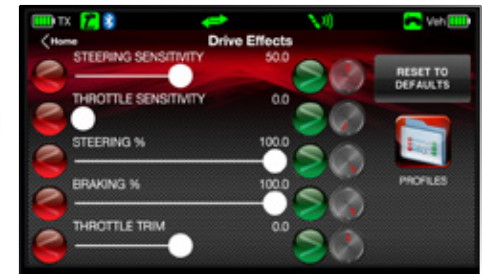 TX Veh
Home Drive Effects
STEERING SENSITIVITY 50.0
RESET TO
DEFAULTS
THROTTLE SENSITIVITY 0.0
STEERING % 100.0
PROFILES
BRAKING % 100.0
THROTTLE TRIM 0.0